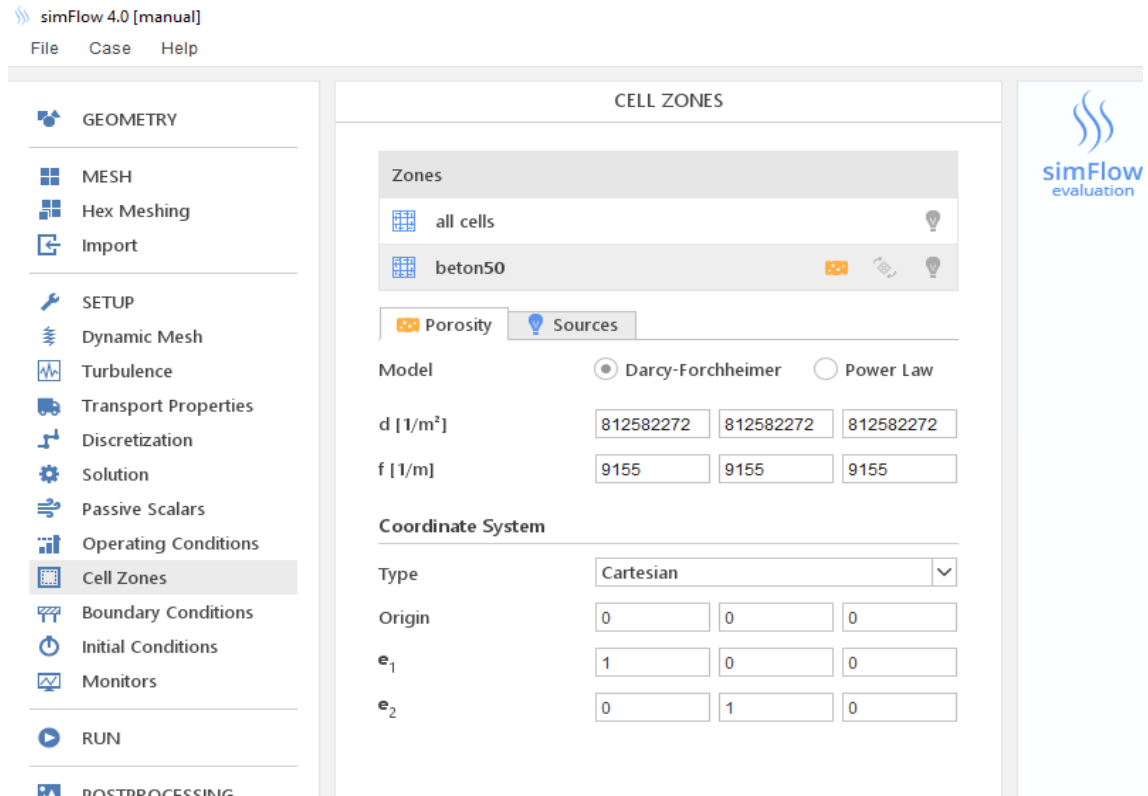 simFlow 4.0 [manual]
File Case Help
CELL ZONES
simFlow
evaluation
GEOMETRY
MESH
Hex Meshing
Import
SETUP
Dynamic Mesh
Turbulence
Transport Properties
Discretization
Solution
Passive Scalars
Operating Conditions
Cell Zones
Boundary Conditions
Initial Conditions
Monitors
RUN
POSTPROCESSING
Zones
all cells
beton50
Porosity Sources
Model Darcy-Forchheimer Power Law
d [1/m²] 812582272 812582272 812582272
f [1/m] 9155 9155 9155
Coordinate System
Type Cartesian
Origin 0 0 0
e₁ 1 0 0
e₂ 0 1 0